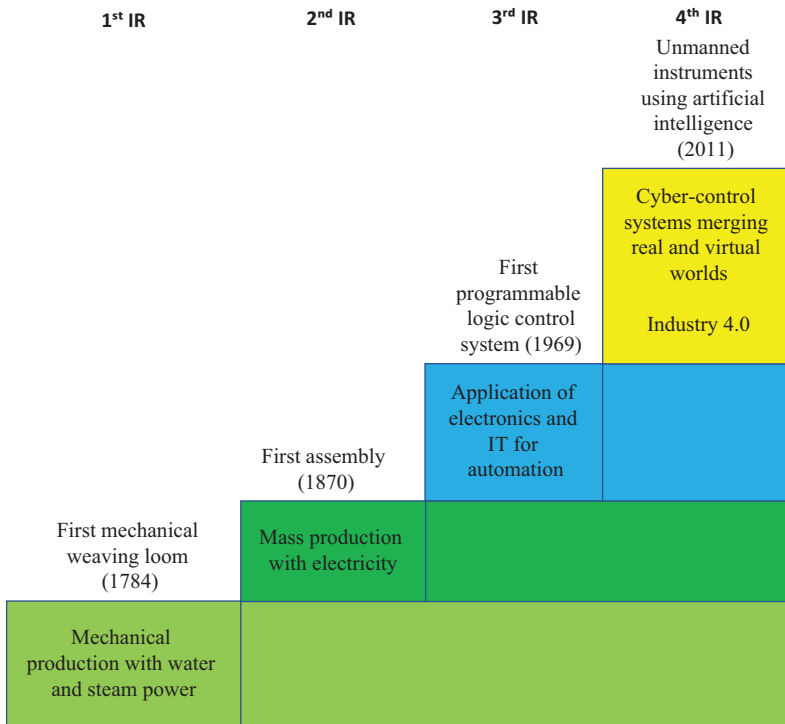 1st IR
2nd IR
3rd IR
4th IR
Unmanned
instruments
using artificial
intelligence
(2011)
Cyber-control
systems merging
real and virtual
worlds
Industry 4.0
First
programmable
logic control
system (1969)
Application of
electronics and
IT for
automation
First assembly
(1870)
Mass production
with electricity
First mechanical
weaving loom
(1784)
Mechanical
production with water
and steam power